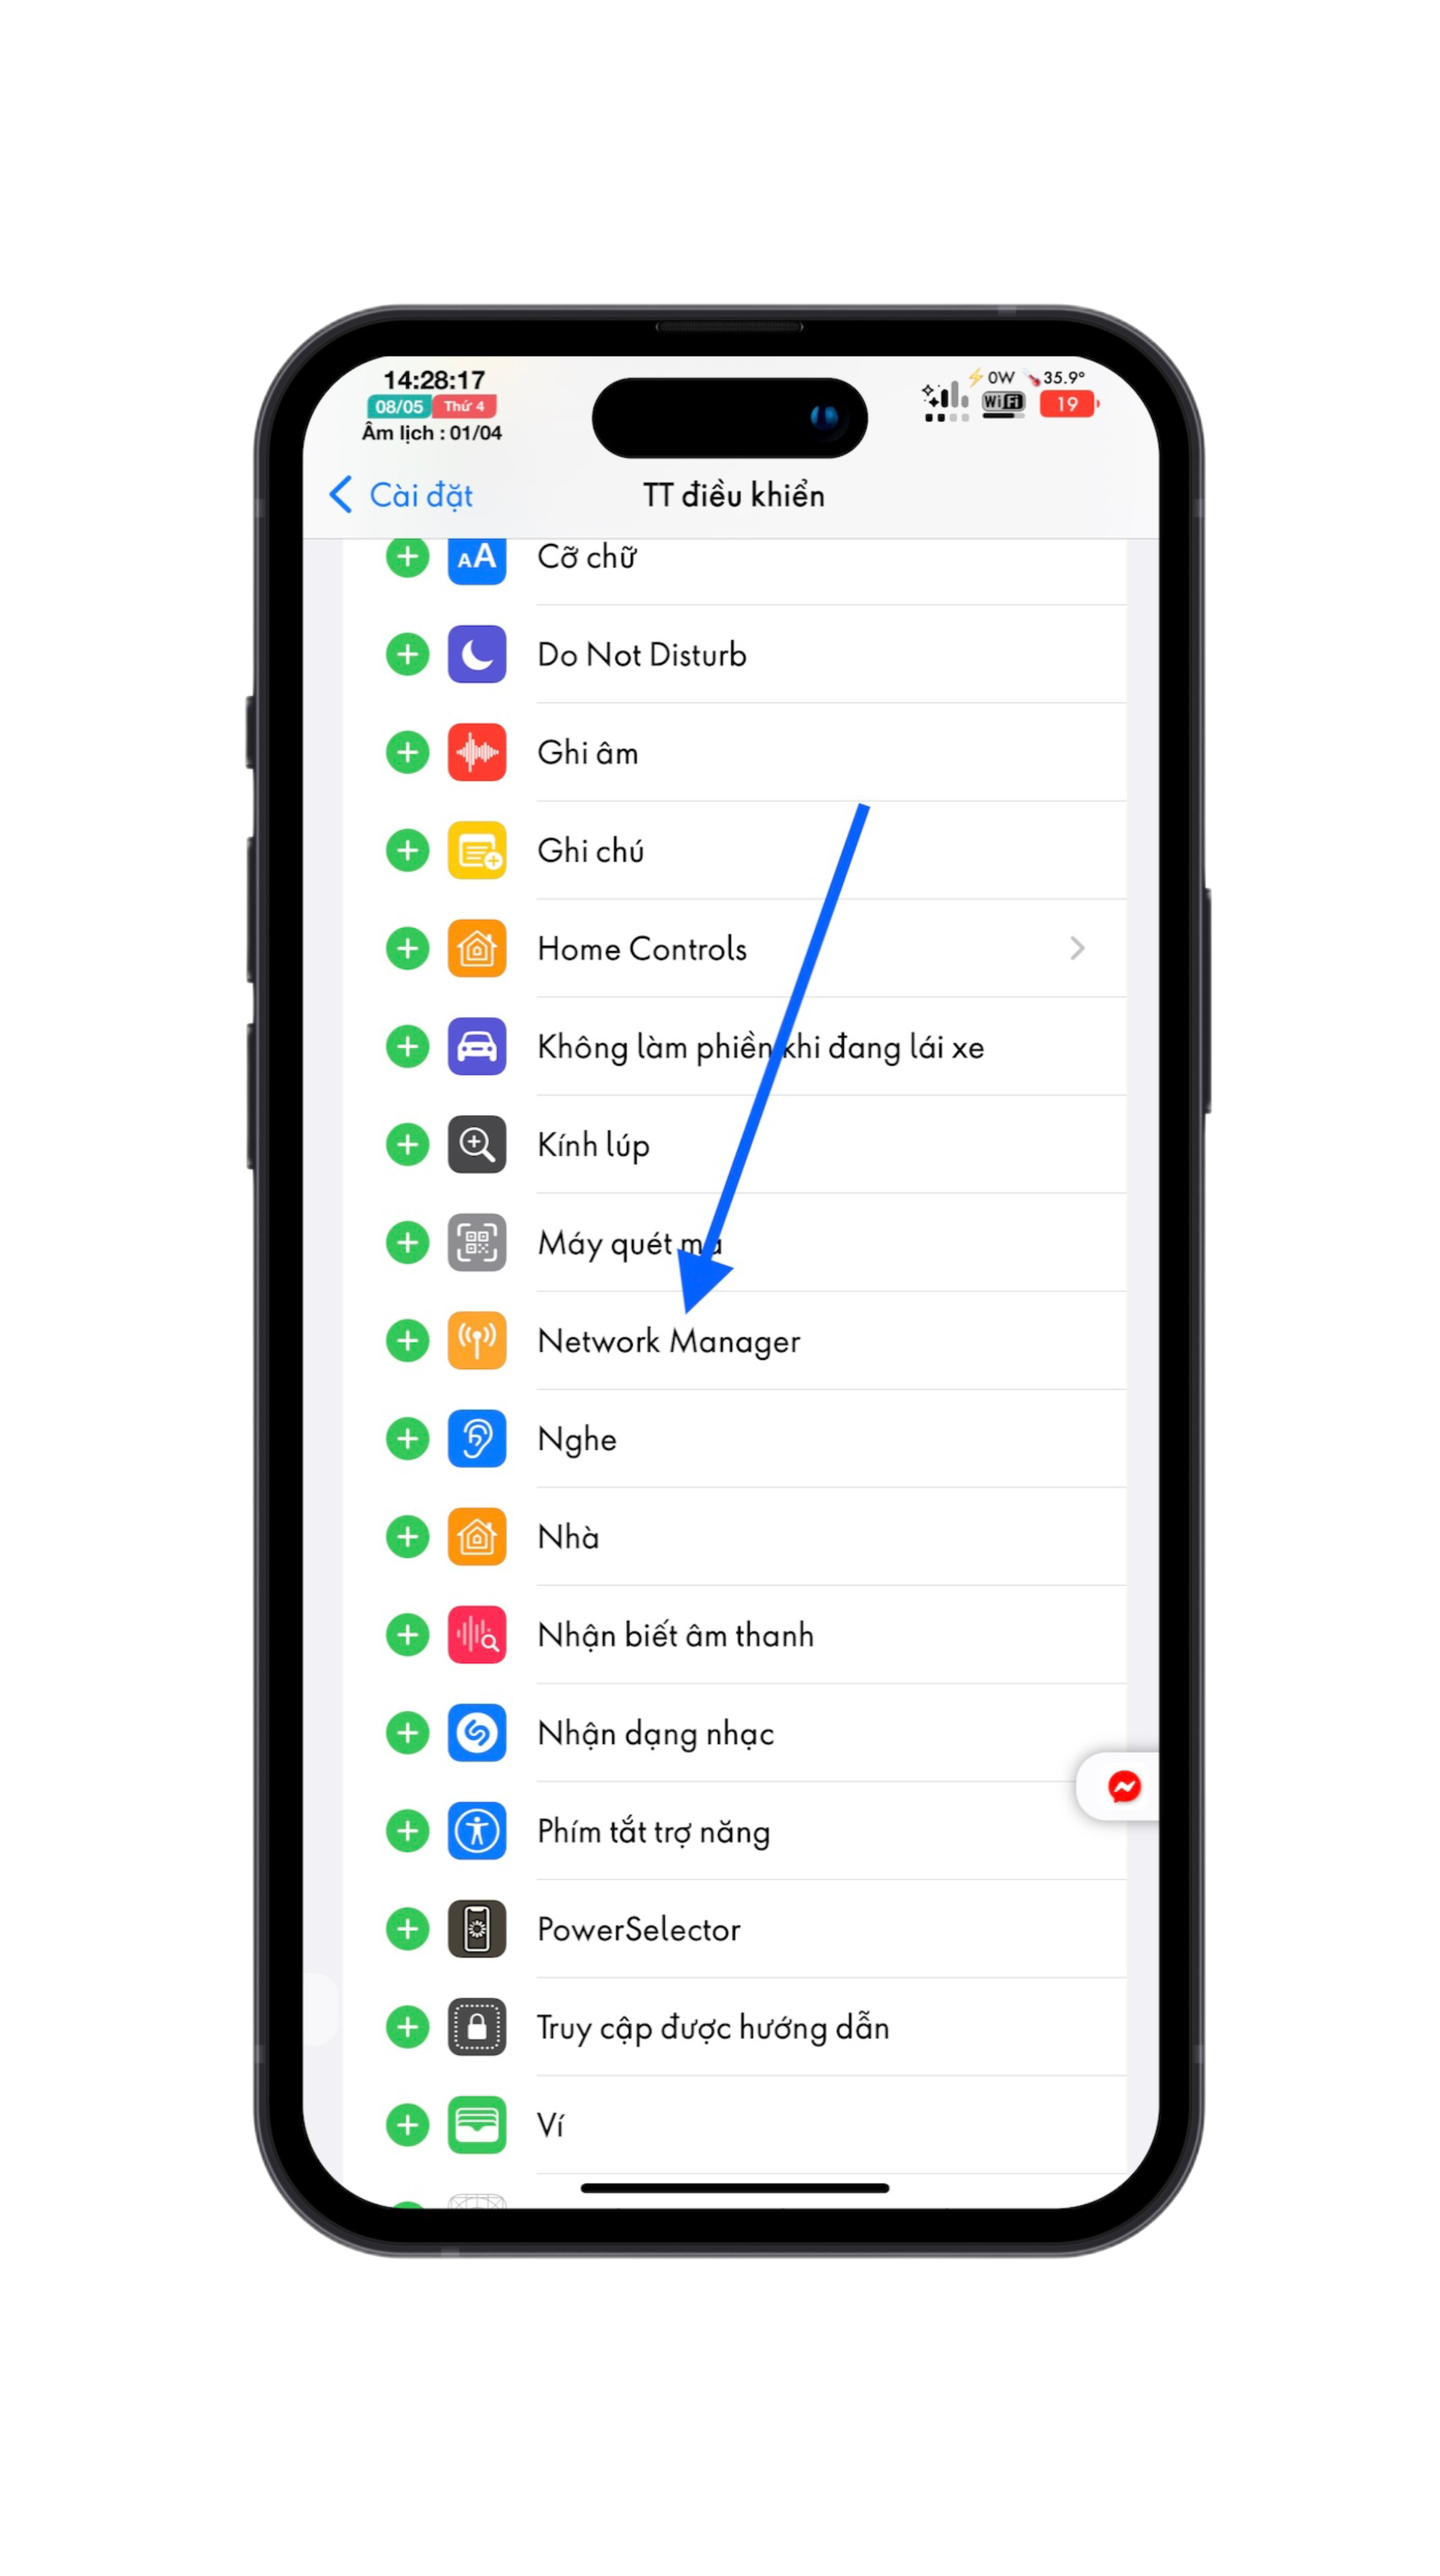 14:28:17
08/05 Thứ 4
Âm lịch : 01/04
0W 35.9°
WiFi 19
Cài đặt
TT điều khiển
AA Cỡ chữ
Do Not Disturb
Ghi âm
Ghi chú
Home Controls
Không làm phiền khi đang lái xe
Kính lúp
Máy quét mã
Network Manager
Nghe
Nhà
Nhận biết âm thanh
Nhận dạng nhạc
Phím tắt trợ năng
PowerSelector
Truy cập được hướng dẫn
Ví